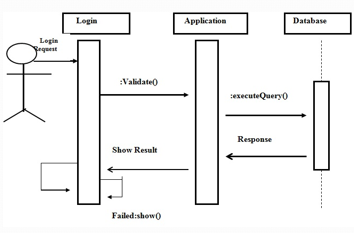 Login
Application
Database
Login
Request
:Validate()
:executeQuery()
Response
Show Result
Failed:show()